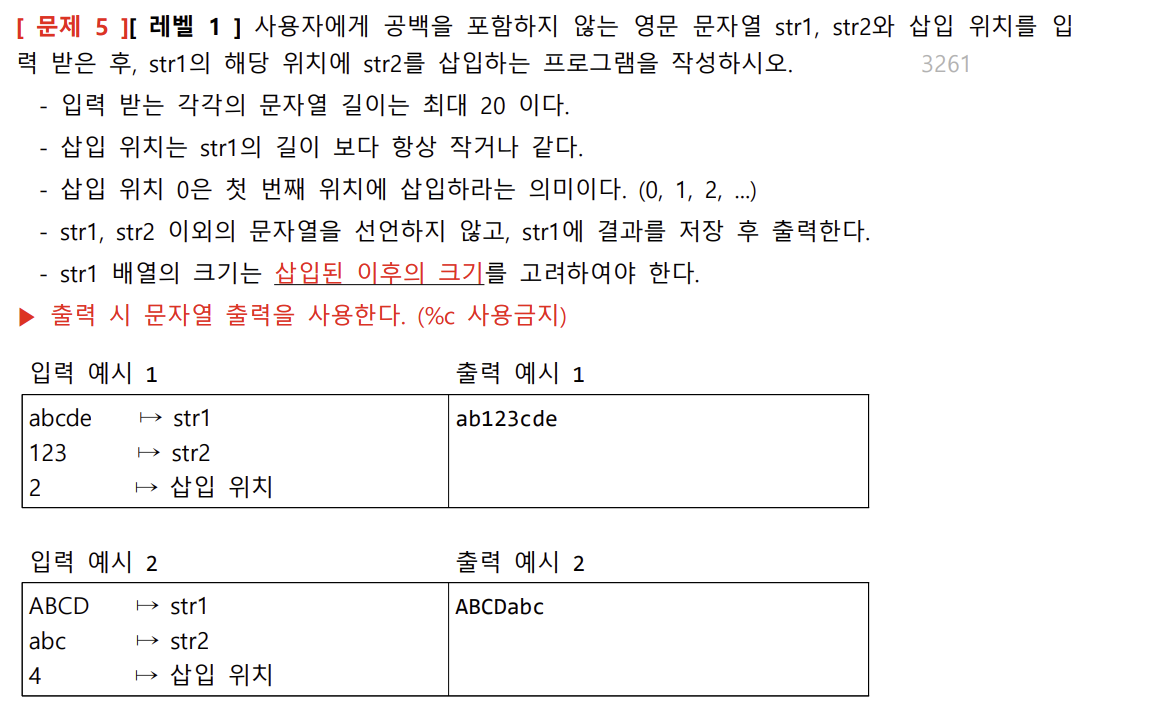 [ 문제 5 ][ 레벨 1 ] 사용자에게 공백을 포함하지 않는 영문 문자열 str1, str2와 삽입 위치를 입
력 받은 후, str1의 해당 위치에 str2를 삽입하는 프로그램을 작성하시오. 3261
- 입력 받는 각각의 문자열 길이는 최대 20 이다.
- 삽입 위치는 str1의 길이 보다 항상 작거나 같다.
- 삽입 위치 0은 첫 번째 위치에 삽입하라는 의미이다. (0, 1, 2, ...)
- str1, str2 이외의 문자열을 선언하지 않고, str1에 결과를 저장 후 출력한다.
- str1 배열의 크기는 삽입된 이후의 크기를 고려하여야 한다.
▶ 출력 시 문자열 출력을 사용한다. (%c 사용금지)
입력 예시 1 출력 예시 1
abcde ↦ str1 ab123cde
123 ↦ str2
2 ↦ 삽입 위치
입력 예시 2 출력 예시 2
ABCD ↦ str1 ABCDabc
abc ↦ str2
4 ↦ 삽입 위치